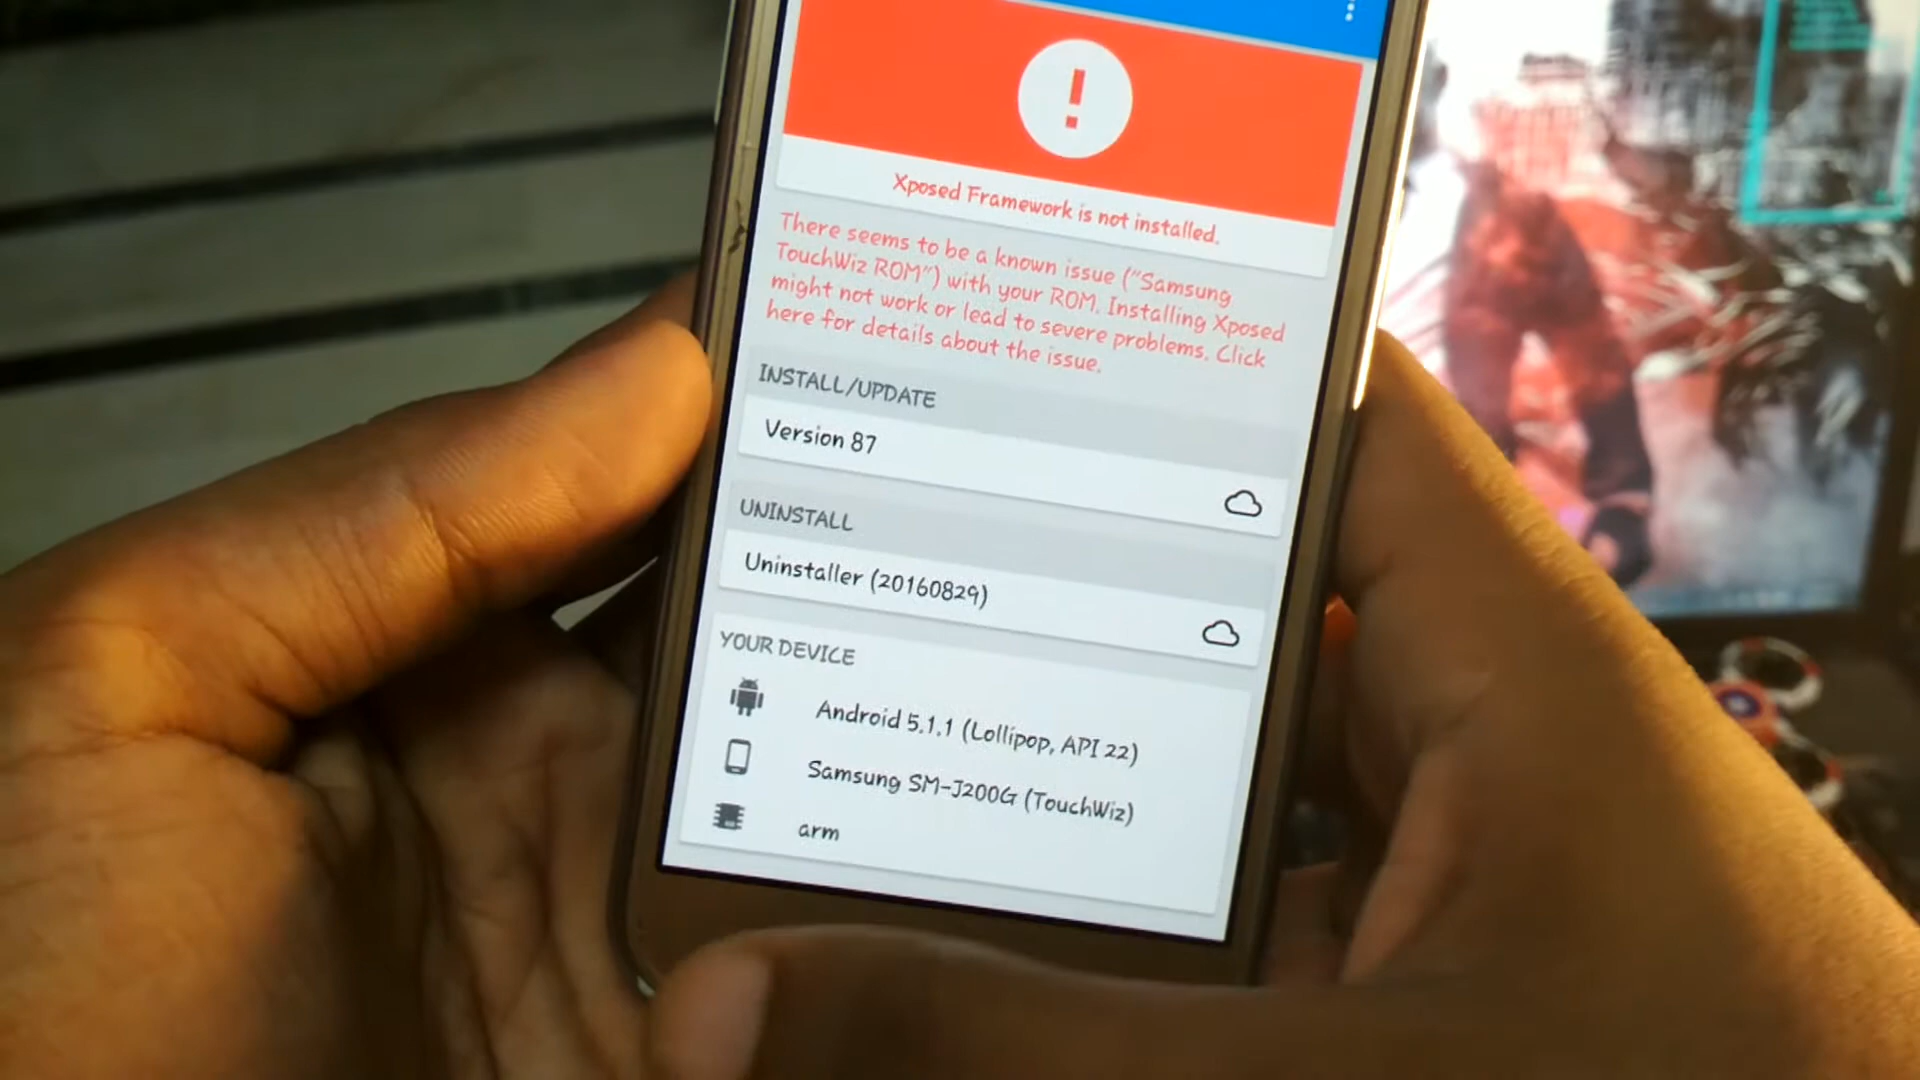 Xposed Framework is not installed.
There seems to be a known issue ("Samsung
TouchWiz ROM") with your ROM. Installing Xposed
might not work or lead to severe problems. Click
here for details about the issue.
INSTALL/UPDATE
Version 87
UNINSTALL
Uninstaller (20160829)
YOUR DEVICE
Android 5.1.1 (Lollipop, API 22)
Samsung SM-J200G (TouchWiz)
arm